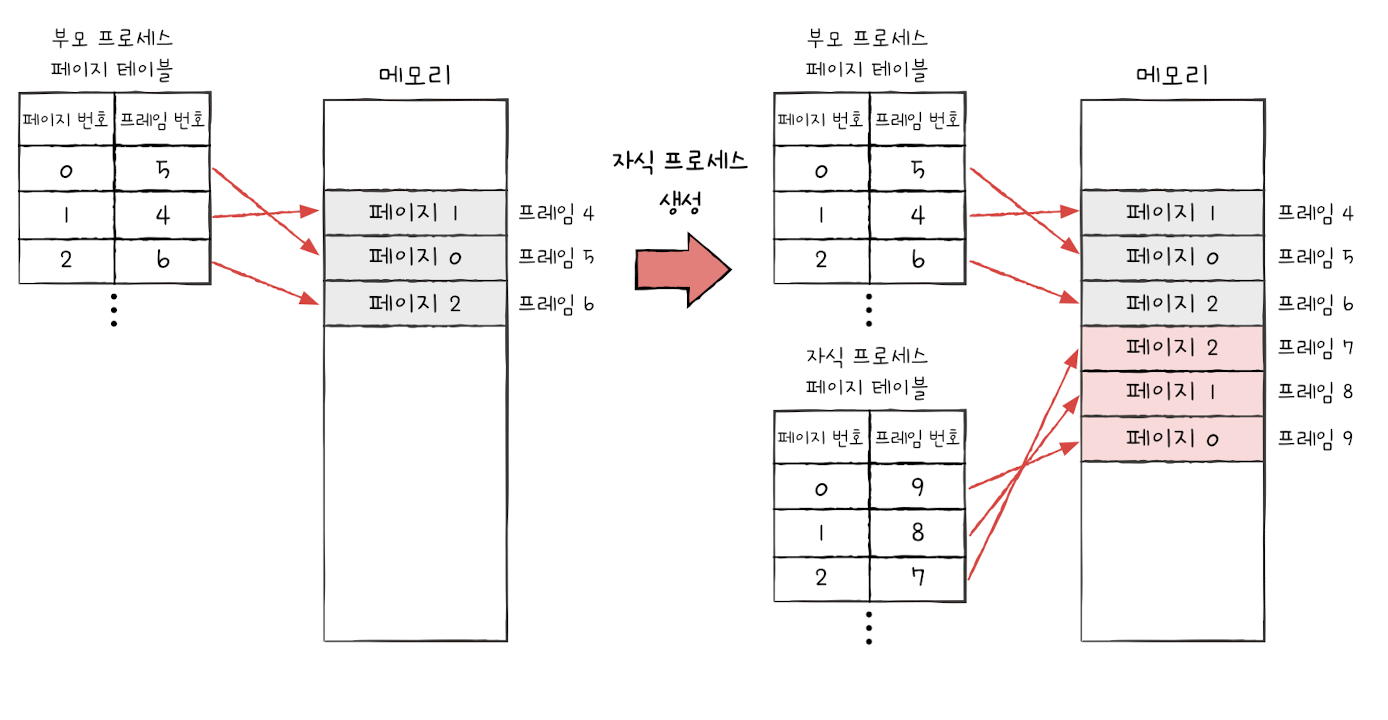 부모 프로세스
페이지 테이블
페이지 번호 프레임 번호
0 5
1 4
2 6
메모리
페이지 1 프레임 4
페이지 0 프레임 5
페이지 2 프레임 6
자식 프로세스
생성
부모 프로세스
페이지 테이블
페이지 번호 프레임 번호
0 5
1 4
2 6
자식 프로세스
페이지 테이블
페이지 번호 프레임 번호
0 9
1 8
2 7
메모리
페이지 1 프레임 4
페이지 0 프레임 5
페이지 2 프레임 6
페이지 2 프레임 7
페이지 1 프레임 8
페이지 0 프레임 9